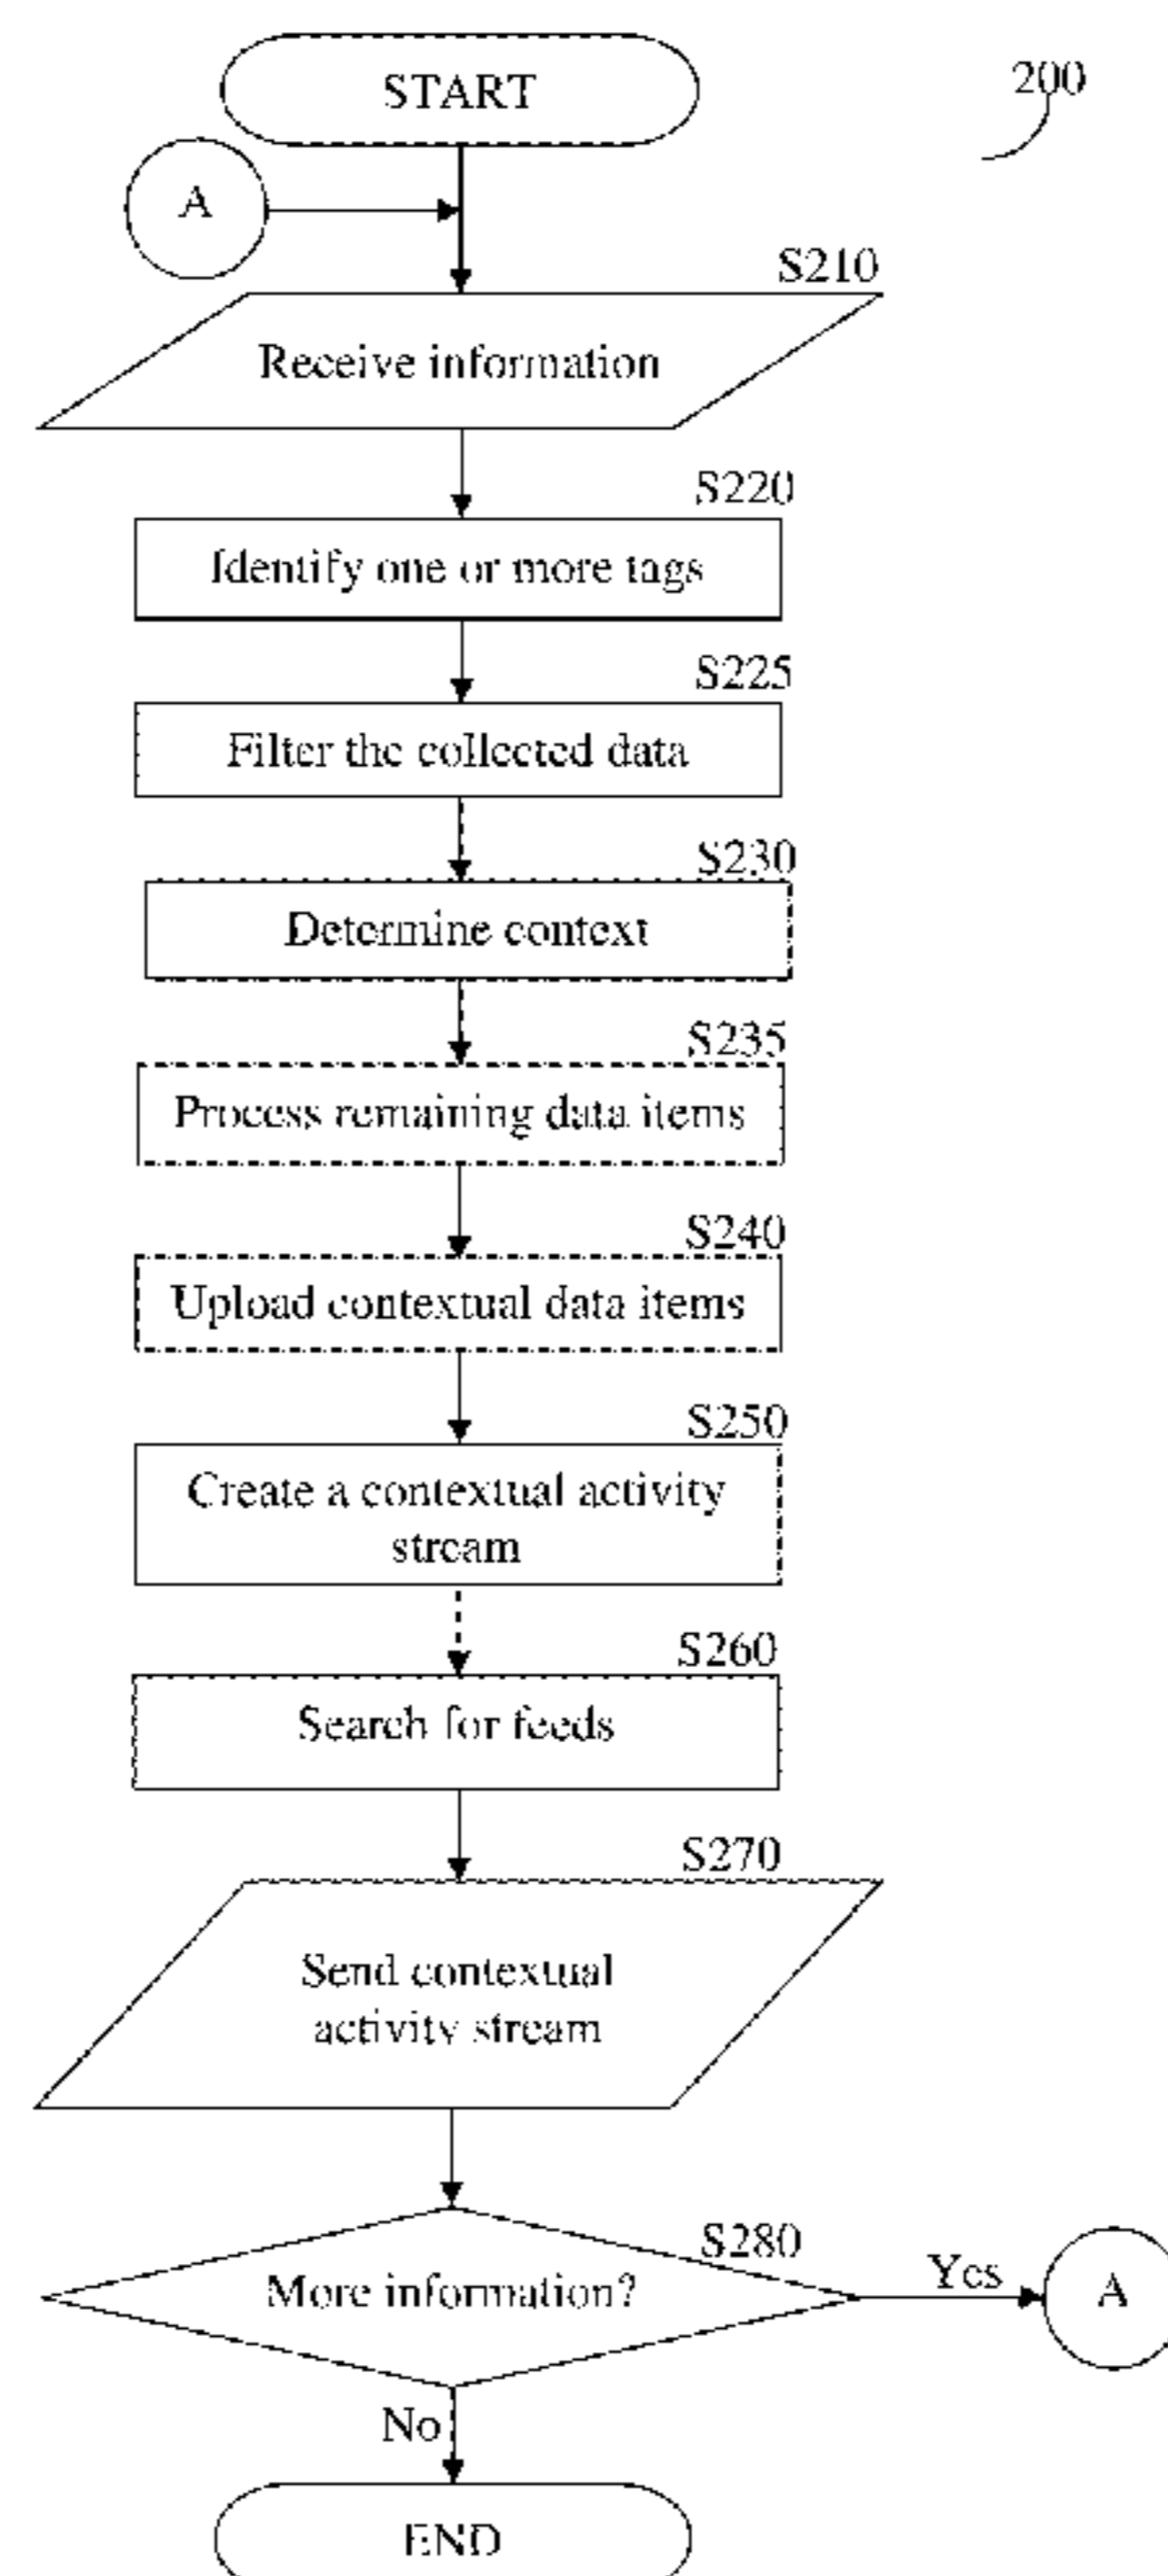 START
200
A
S210
Receive information
S220
Identify one or more tags
S225
Filter the collected data
S230
Determine context
S235
Process remaining data items
S240
Upload contextual data items
S250
Create a contextual activity
stream
S260
Search for feeds
S270
Send contextual
activity stream
S280
More information?
Yes
A
No
END